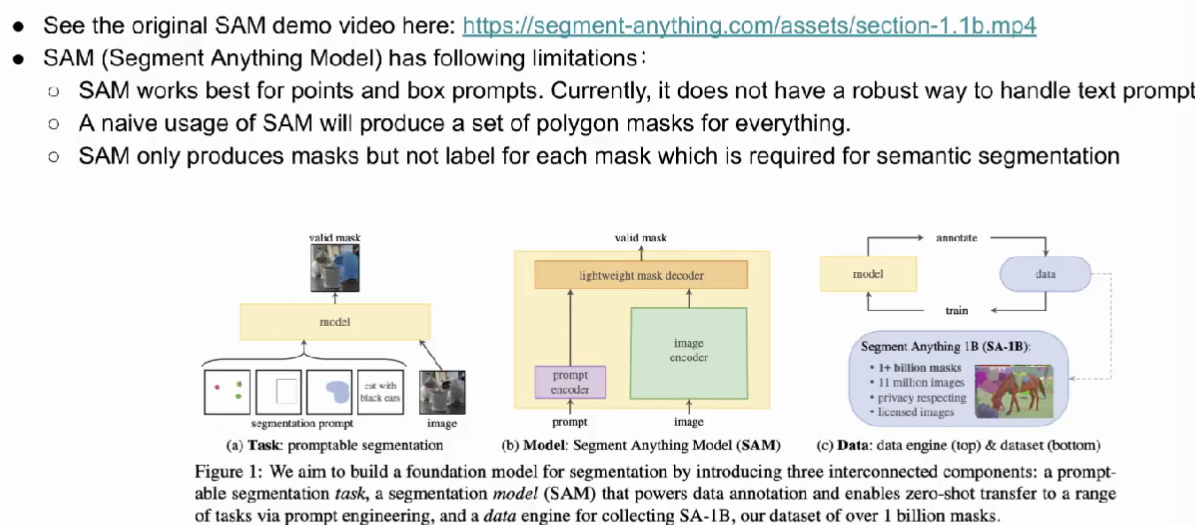 ● See the original SAM demo video here: https://segment-anything.com/assets/section-1.1b.mp4
● SAM (Segment Anything Model) has following limitations:
○ SAM works best for points and box prompts. Currently, it does not have a robust way to handle text prompt
○ A naive usage of SAM will produce a set of polygon masks for everything.
○ SAM only produces masks but not label for each mask which is required for semantic segmentation
valid mask
model
cat with
black ears
segmentation prompt
image
(a) Task: promptable segmentation
valid mask
lightweight mask decoder
image
encoder
prompt
encoder
prompt
image
(b) Model: Segment Anything Model (SAM)
annotate
model
data
train
Segment Anything 1B (SA-1B):
• 1+ billion masks
• 11 million images
• privacy respecting
• licensed images
(c) Data: data engine (top) & dataset (bottom)
Figure 1: We aim to build a foundation model for segmentation by introducing three interconnected components: a prompt-
able segmentation task, a segmentation model (SAM) that powers data annotation and enables zero-shot transfer to a range
of tasks via prompt engineering, and a data engine for collecting SA-1B, our dataset of over 1 billion masks.